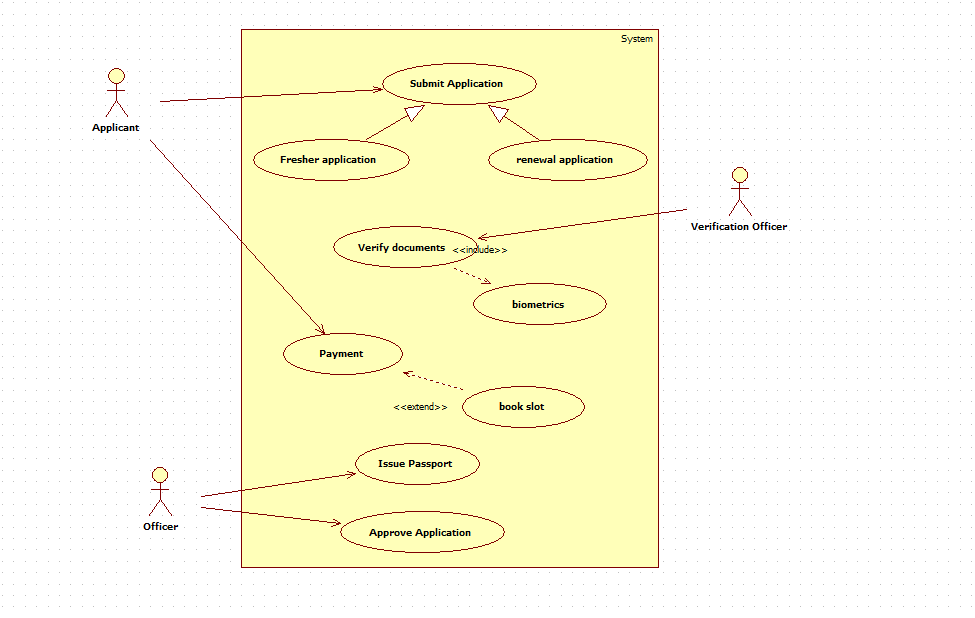 System
Submit Application
Applicant
Fresher application
renewal application
Verification Officer
Verify documents
<<include>>
biometrics
Payment
book slot
<<extend>>
Issue Passport
Officer
Approve Application